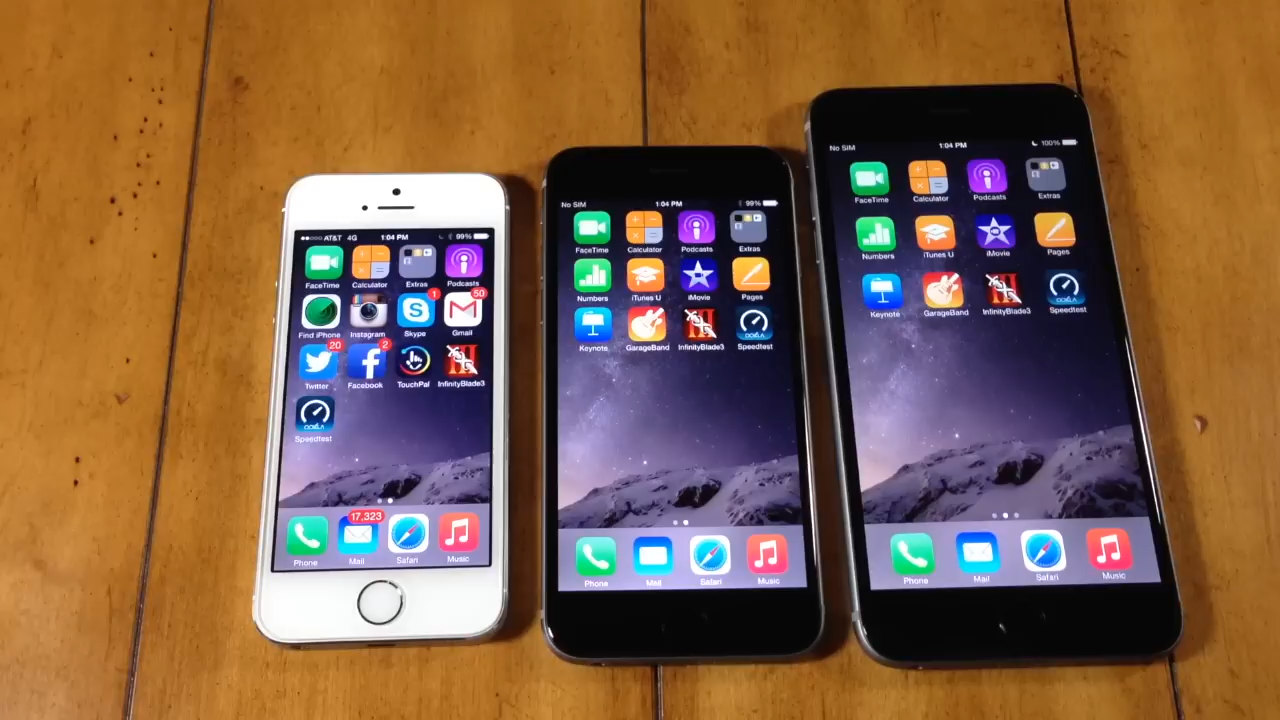 AT&T 4G 1:04 PM 99%
FaceTime Calculator Extras Podcasts
Find iPhone Instagram Skype 1 Gmail 50
Twitter 20 Facebook 2 TouchPal InfinityBlade3
OOKLA
Speedtest
17,323
Phone Mail Safari Music
No SIM 1:04 PM 99%
FaceTime Calculator Podcasts Extras
Numbers iTunes U iMovie Pages
OOKLA
Keynote GarageBand InfinityBlade3 Speedtest
Phone Mail Safari Music
No SIM 1:04 PM 100%
FaceTime Calculator Podcasts Extras
Numbers iTunes U iMovie Pages
OOKLA
Keynote GarageBand InfinityBlade3 Speedtest
Phone Mail Safari Music